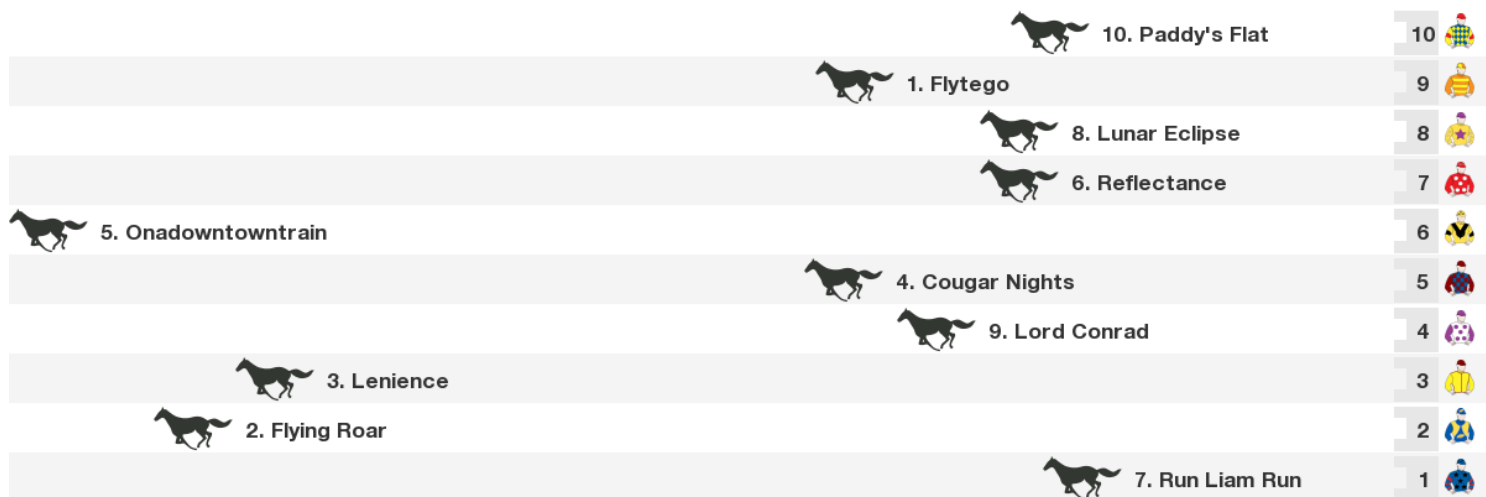 10. Paddy's Flat 10
1. Flytego 9
8. Lunar Eclipse 8
6. Reflectance 7
5. Onadowntowntrain 6
4. Cougar Nights 5
9. Lord Conrad 4
3. Lenience 3
2. Flying Roar 2
7. Run Liam Run 1